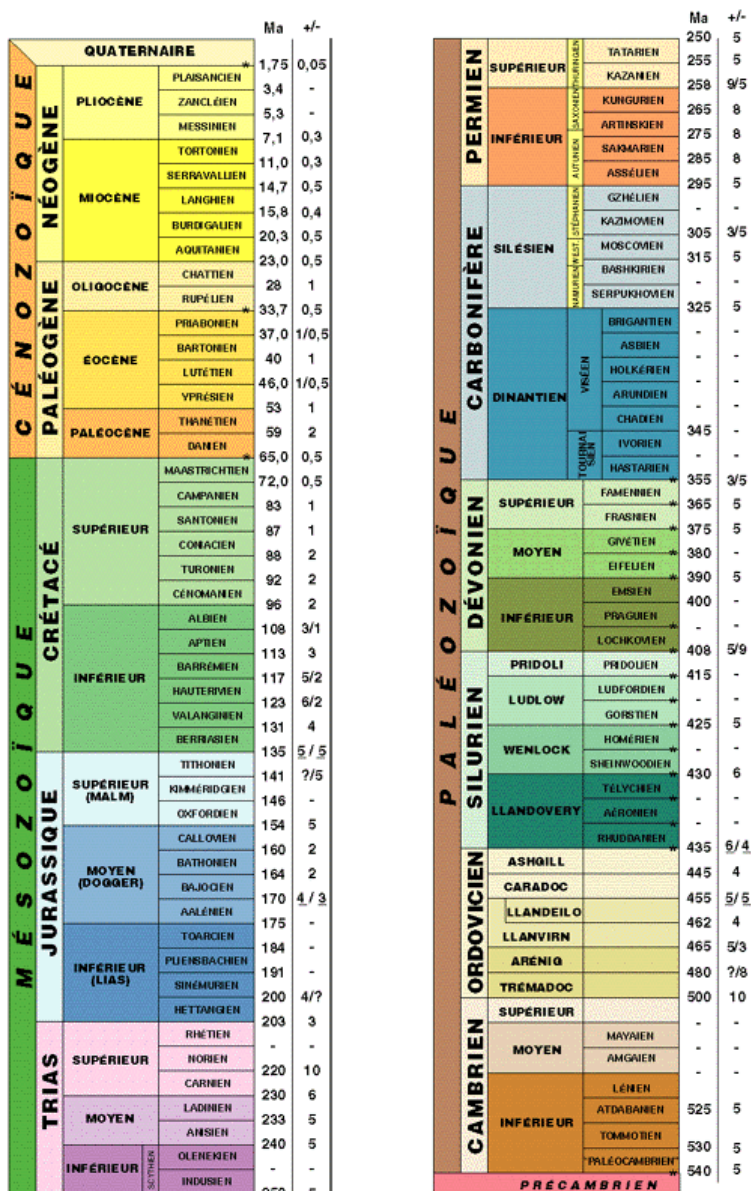 Ma +/-
QUATERNAIRE
* 1,75 0,05
CÉNOZOÏQUE
NÉOGÈNE
PLIOCÈNE
PLAISANCIEN
3,4 -
ZANCLÉIEN
5,3 -
MESSINIEN
7,1 0,3
MIOCÈNE
TORTONIEN
11,0 0,3
SERRAVALLIEN
14,7 0,5
LANGHIEN
15,8 0,4
BURDIGALIEN
20,3 0,5
AQUITANIEN
23,0 0,5
PALÉOGÈNE
OLIGOCÈNE
CHATTIEN
28 1
RUPÉLIEN
* 33,7 0,5
ÉOCÈNE
PRIABONIEN
37,0 1/0,5
BARTONIEN
40 1
LUTÉTIEN
46,0 1/0,5
YPRÉSIEN
53 1
PALÉOCÈNE
THANÉTIEN
59 2
DANIEN
* 65,0 0,5
MÉSOZOÏQUE
CRÉTACÉ
SUPÉRIEUR
MAASTRICHTIEN
72,0 0,5
CAMPANIEN
83 1
SANTONIEN
87 1
CONIACIEN
88 2
TURONIEN
92 2
CÉNOMANIEN
96 2
INFÉRIEUR
ALBIEN
108 3/1
APTIEN
113 3
BARRÉMIEN
117 5/2
HAUTERIVIEN
123 6/2
VALANGINIEN
131 4
BERRIASIEN
135 5 / 5
JURASSIQUE
SUPÉRIEUR
(MALM)
TITHONIEN
141 ?/5
KIMMÉRIDGIEN
146 -
OXFORDIEN
154 5
MOYEN
(DOGGER)
CALLOVIEN
160 2
BATHONIEN
164 2
BAJOCIEN
170 4 / 3
AALÉNIEN
175 -
INFÉRIEUR
(LIAS)
TOARCIEN
184 -
PLIENSBACHIEN
191 -
SINÉMURIEN
200 4/?
HETTANGIEN
203 3
TRIAS
SUPÉRIEUR
RHÉTIEN
- -
NORIEN
220 10
CARNIEN
230 6
MOYEN
LADINIEN
233 5
ANISIEN
240 5
INFÉRIEUR
SCYTHIEN
OLENEKIEN
- -
INDUSIEN
Ma +/-
250 5
PALÉOZOÏQUE
PERMIEN
SUPÉRIEUR
THURINGIEN
TATARIEN
255 5
KAZANIEN
258 9/5
INFÉRIEUR
SAXONIEN
KUNGURIEN
265 8
ARTINSKIEN
275 8
AUTUNIEN
SAKMARIEN
285 8
ASSÉLIEN
295 5
CARBONIFÈRE
SILÉSIEN
STÉPHANIEN
GZHÉLIEN
- -
KAZIMOVIEN
305 3/5
WEST.
MOSCOVIEN
315 5
NAMURIEN
BASHKIRIEN
- -
SERPUKHOVIEN
325 5
DINANTIEN
VISÉEN
BRIGANTIEN
- -
ASBIEN
- -
HOLKÉRIEN
- -
ARUNDIEN
- -
CHADIEN
345 -
TOURNAI
SIEN
IVORIEN
- -
HASTARIEN
* 355 3/5
DÉVONIEN
SUPÉRIEUR
FAMENNIEN
* 365 5
FRASNIEN
* 375 5
MOYEN
GIVÉTIEN
* 380 -
EIFELIEN
* 390 5
INFÉRIEUR
EMSIEN
400 -
PRAGUIEN
* - -
LOCHKOVIEN
* 408 5/9
SILURIEN
PRIDOLI
PRIDOLIEN
* 415 -
LUDLOW
LUDFORDIEN
* - -
GORSTIEN
* 425 5
WENLOCK
HOMÉRIEN
* - -
SHEINWOODIEN
* 430 6
LLANDOVERY
TÉLYCHIEN
* - -
AÉRONIEN
* - -
RHUDDANIEN
* 435 6/4
ORDOVICIEN
ASHGILL
445 4
CARADOC
455 5/5
LLANDEILO
462 4
LLANVIRN
465 5/3
ARÉNIG
480 ?/8
TRÉMADOC
500 10
CAMBRIEN
SUPÉRIEUR
- -
MOYEN
MAYAIEN
- -
AMGAIEN
- -
INFÉRIEUR
LÉNIEN
ATDABANIEN
525 5
TOMMOTIEN
530 5
PALÉOCAMBRIEN
* 540 5
PRÉCAMBRIEN